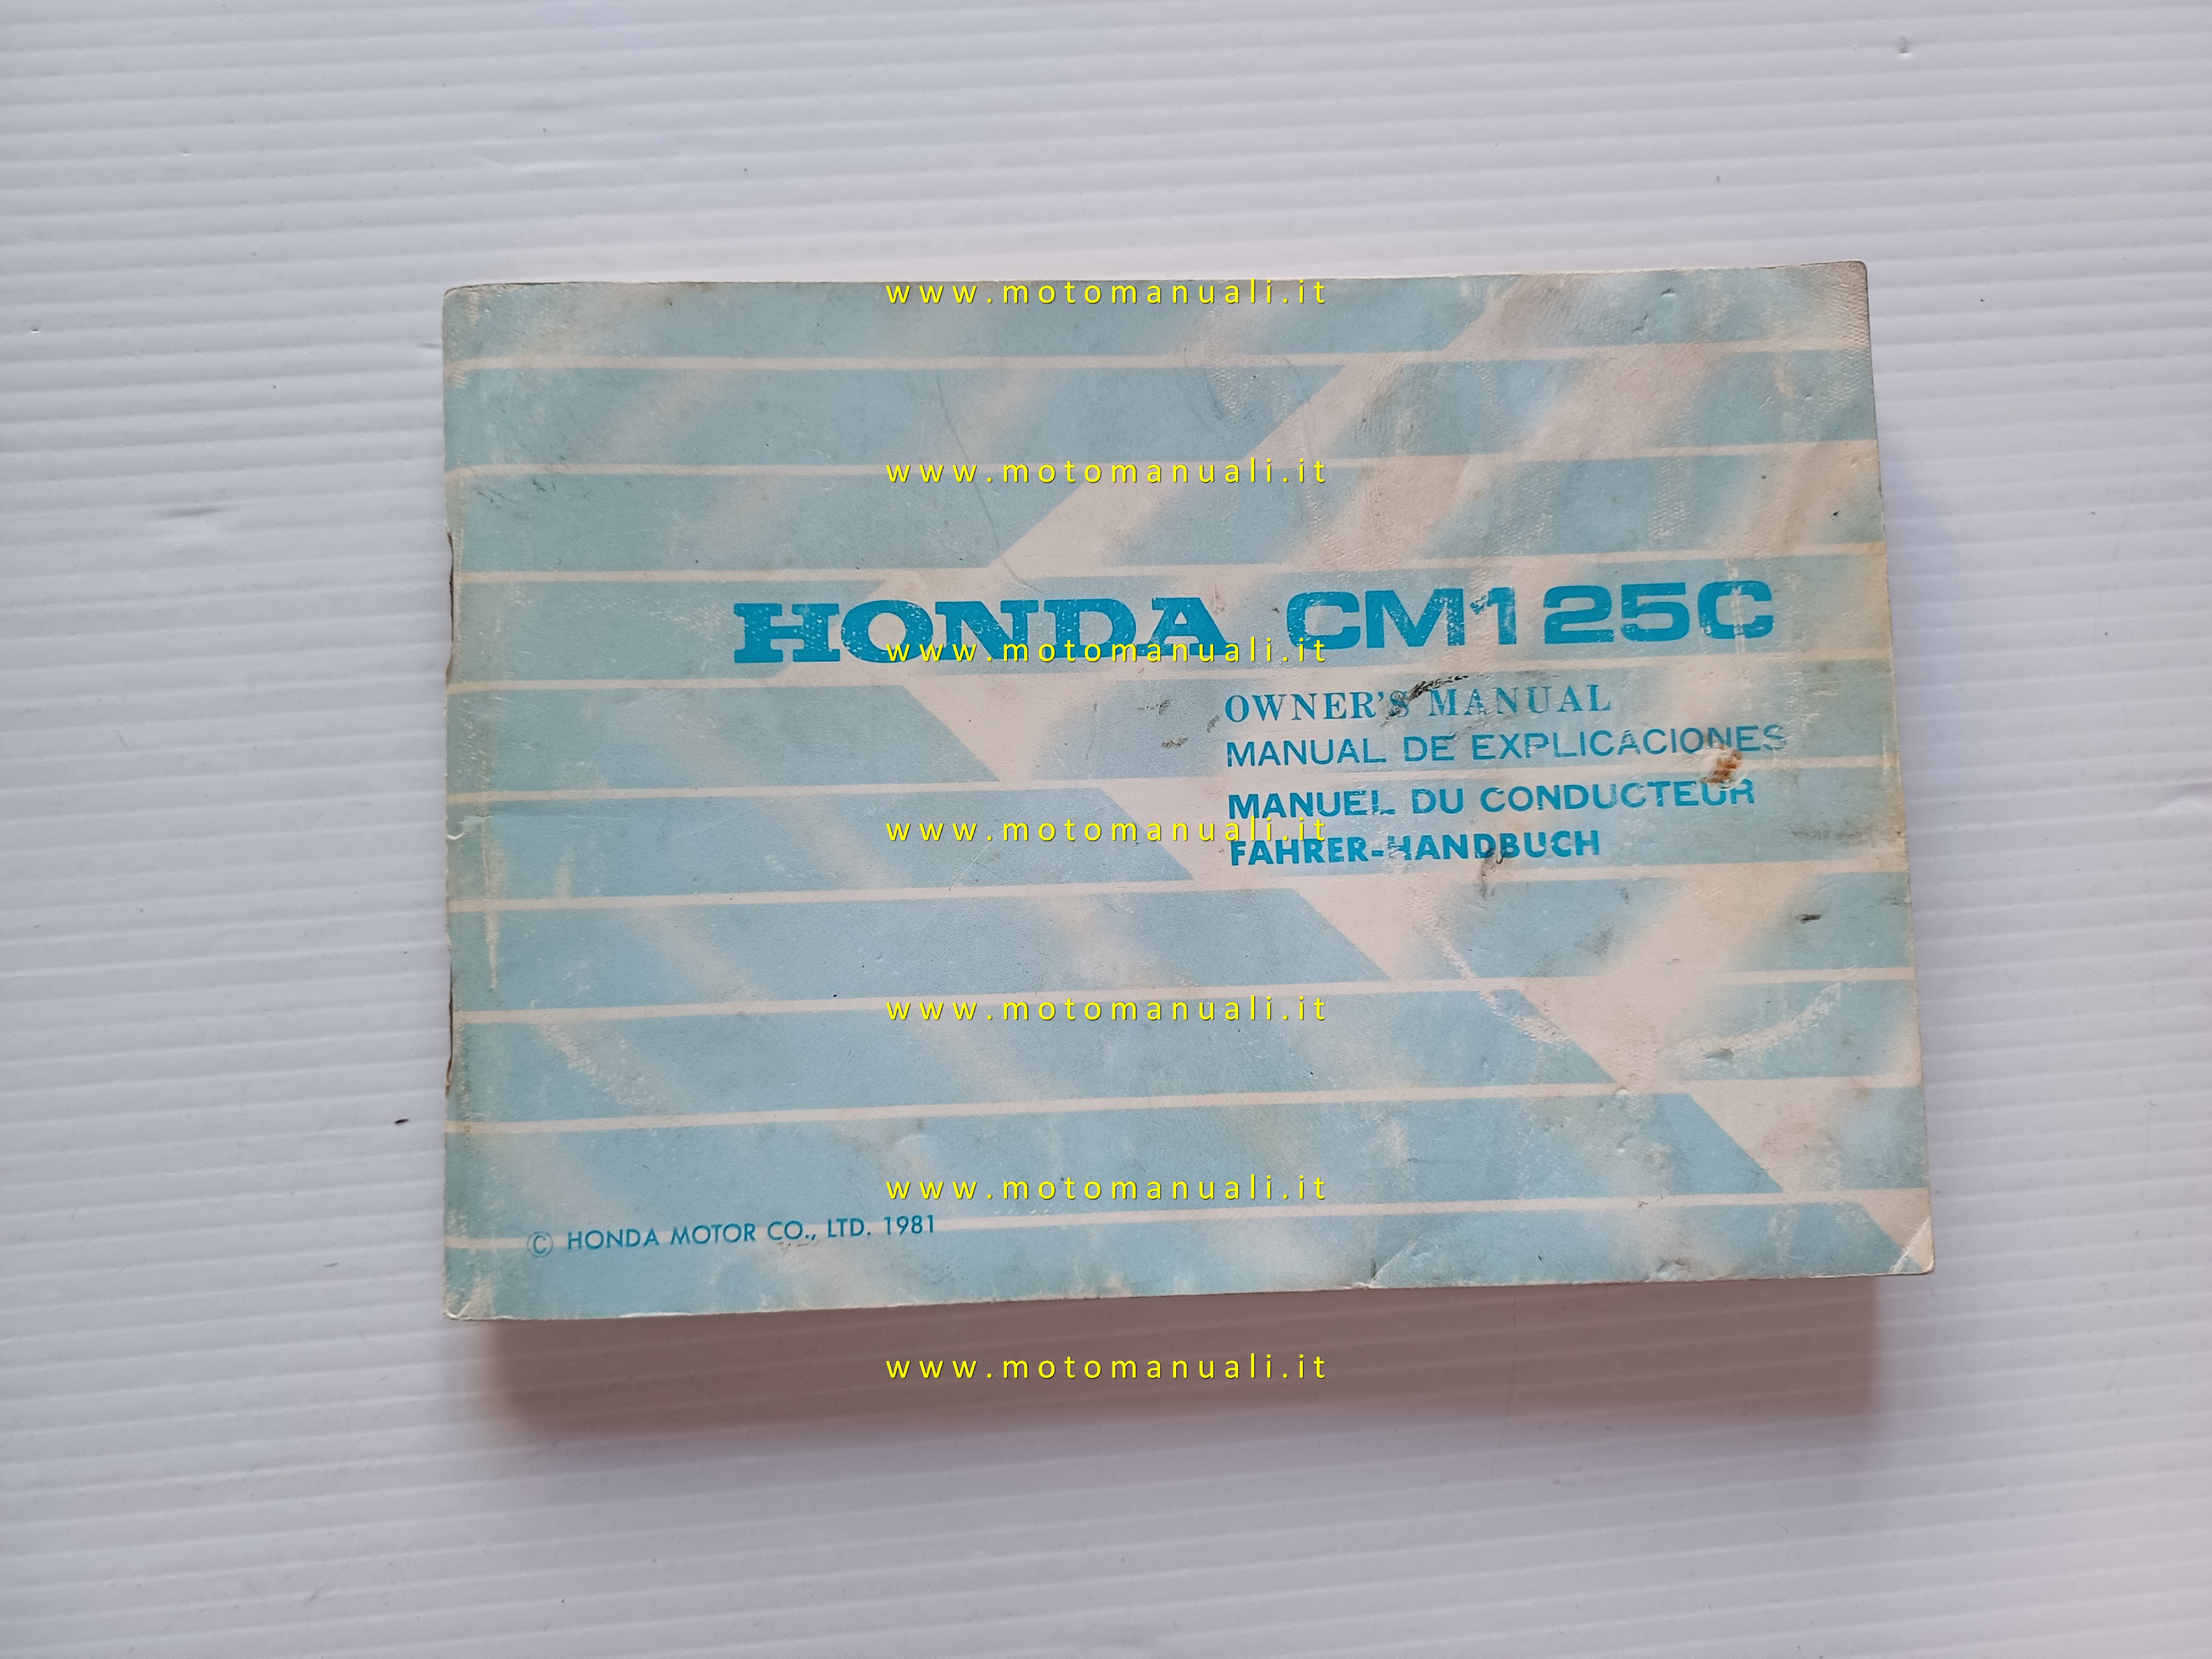 www.motomanuali.it
www.motomanuali.it
HONDA CM125C
www.motomanuali.it
OWNER'S MANUAL
MANUAL DE EXPLICACIONES
MANUEL DU CONDUCTEUR
www.motomanuali.it
FAHRER-HANDBUCH
www.motomanuali.it
www.motomanuali.it
© HONDA MOTOR CO., LTD. 1981
www.motomanuali.it